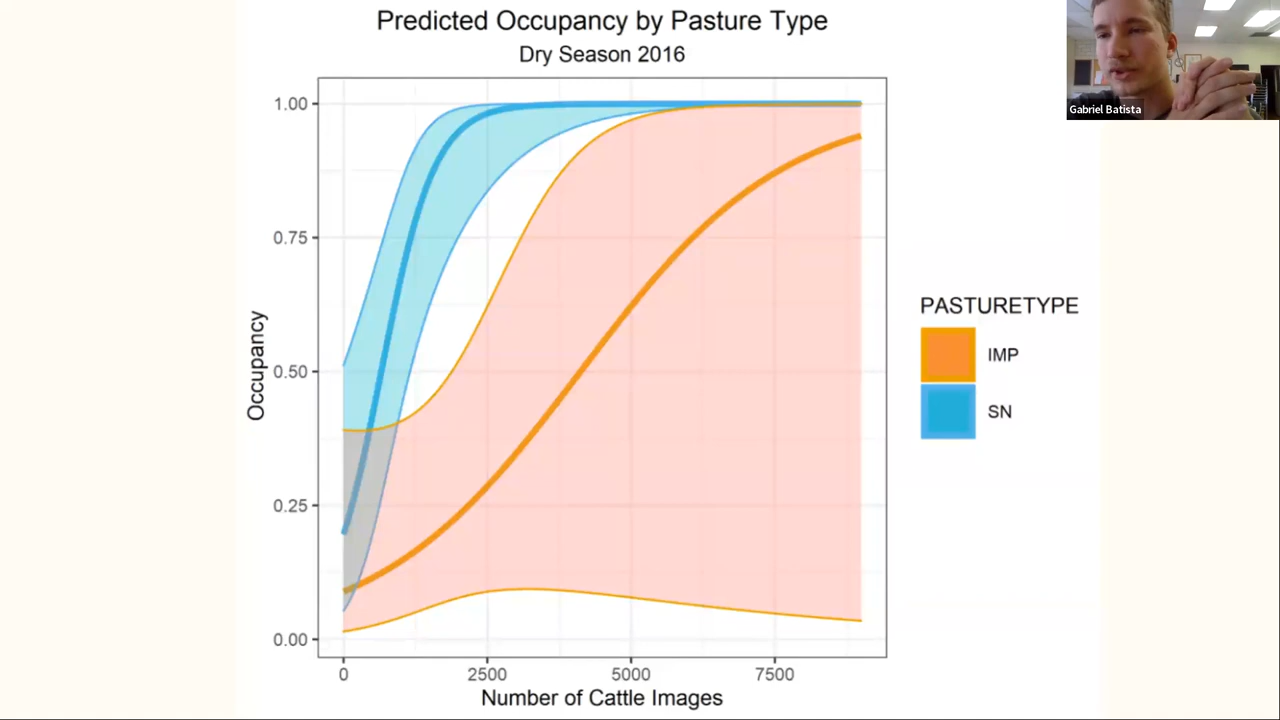 Predicted Occupancy by Pasture Type
Dry Season 2016
Gabriel Batista
1.00
0.75
0.50
0.25
0.00
Occupancy
0 2500 5000 7500
Number of Cattle Images
PASTURETYPE
IMP
SN